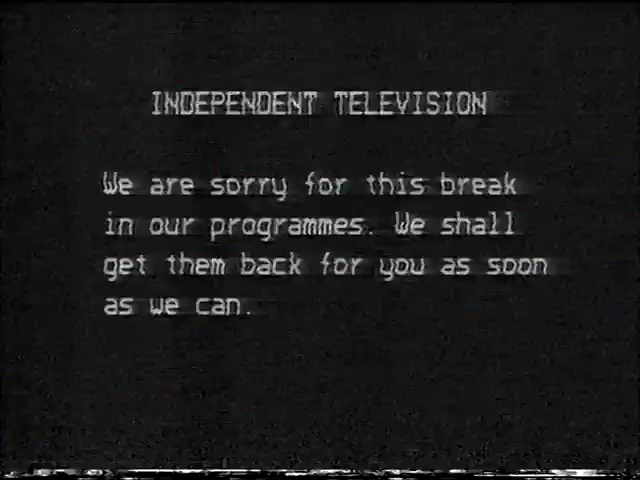 INDEPENDENT TELEVISION
We are sorry for this break
in our programmes. We shall
get them back for you as soon
as we can.